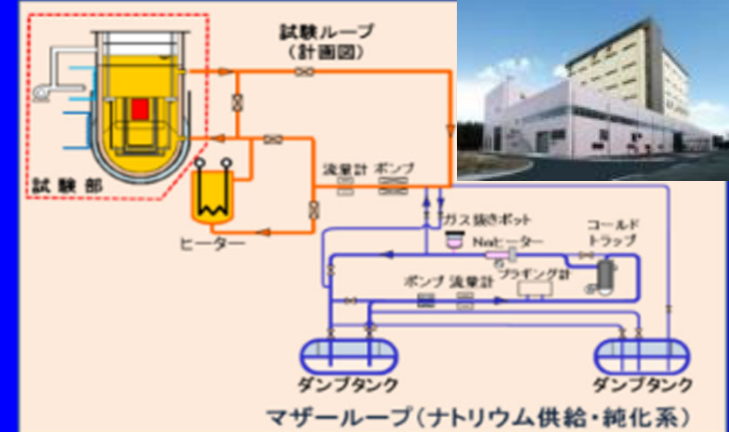 試験ループ
(計画図)
試験部
流量計 ポンプ
ヒーター
ガス抜きポット
コールド
トラップ
Naヒーター
プラギング計
ポンプ 流量計
ダンプタンク
ダンプタンク
マザーループ(ナトリウム供給・純化系)